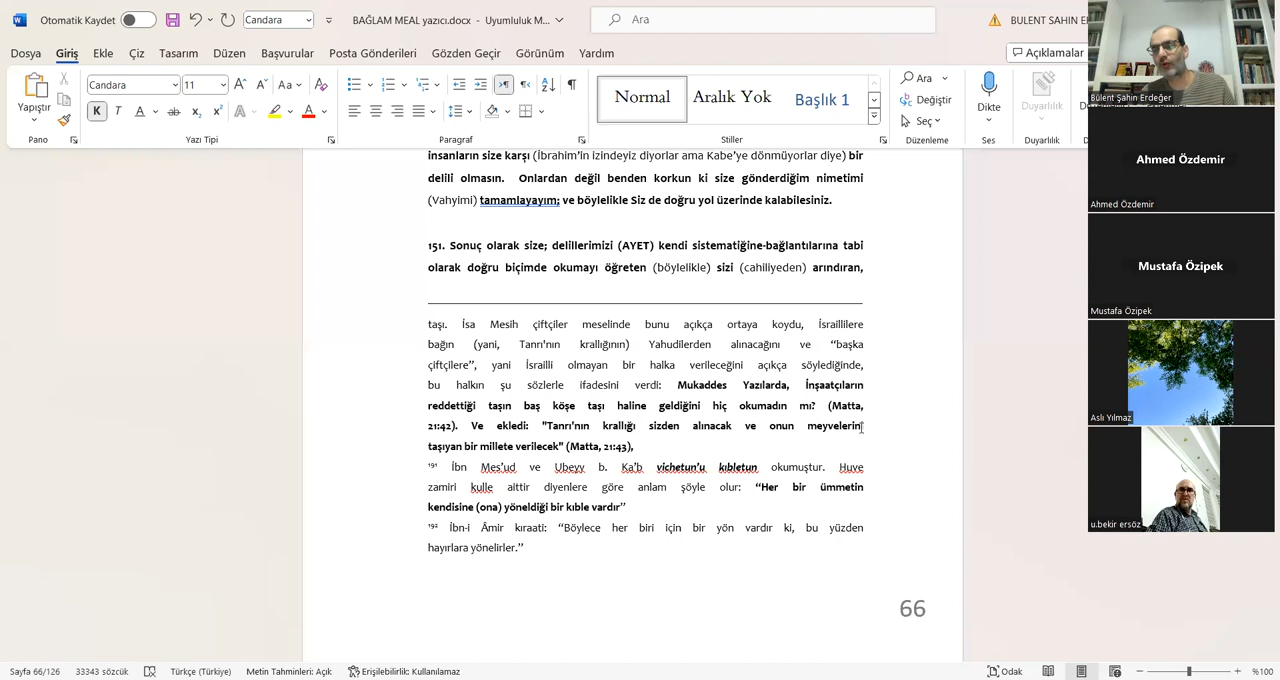 Otomatik Kaydet
Candara
BAĞLAM MEAL yazıcı.docx - Uyumluluk M...
Ara
BULENT SAHIN
Dosya Giriş Ekle Çiz Tasarım Düzen Başvurular Posta Gönderileri Gözden Geçir Görünüm Yardım
Açıklamalar
Yapıştır
Pano
Candara 11
Yazı Tipi
Paragraf
Normal
Aralık Yok
Başlık 1
Stiller
Ara
Değiştir
Seç
Düzenleme
Dikte
Ses
Duyarlılık
Duyarlılık
insanların size karşı (İbrahim’in izindeyiz diyorlar ama Kabe’ye dönmüyorlar diye) bir
delili olmasın. Onlardan değil benden korkun ki size gönderdiğim nimetimi
(Vahyimi) tamamlayayım; ve böylelikle Siz de doğru yol üzerinde kalabilesiniz.
151. Sonuç olarak size; delillerimizi (AYET) kendi sistematiğine-bağlantılarına tabi
olarak doğru biçimde okumayı öğreten (böylelikle) sizi (cahiliyeden) arındıran,
taşı. İsa Mesih çiftçiler meselinde bunu açıkça ortaya koydu, İsraillilere
bağın (yani, Tanrı'nın krallığının) Yahudilerden alınacağını ve “başka
çiftçilere”, yani İsrailli olmayan bir halka verileceğini açıkça söylediğinde,
bu halkın şu sözlerle ifadesini verdi: Mukaddes Yazılarda, İnşaatçıların
reddettiği taşın baş köşe taşı haline geldiğini hiç okumadın mı? (Matta,
21:42). Ve ekledi: "Tanrı'nın krallığı sizden alınacak ve onun meyvelerini
taşıyan bir millete verilecek" (Matta, 21:43),
191 İbn Mes’ud ve Ubeyy b. Ka’b vichetun’u kıbletun okumuştur. Huve
zamiri kulle aittir diyenlere göre anlam şöyle olur: “Her bir ümmetin
kendisine (ona) yöneldiği bir kıble vardır”
192 İbn-i Âmir kıraati: “Böylece her biri için bir yön vardır ki, bu yüzden
hayırlara yönelirler.”
66
Bülent Şahin Erdeğer
Ahmed Özdemir
Ahmed Özdemir
Mustafa Özipek
Mustafa Özipek
Aslı Yılmaz
u.bekir ersöz
Sayfa 66/126 33343 sözcük Türkçe (Türkiye) Metin Tahminleri: Açık Erişilebilirlik: Kullanılamaz Odak %100